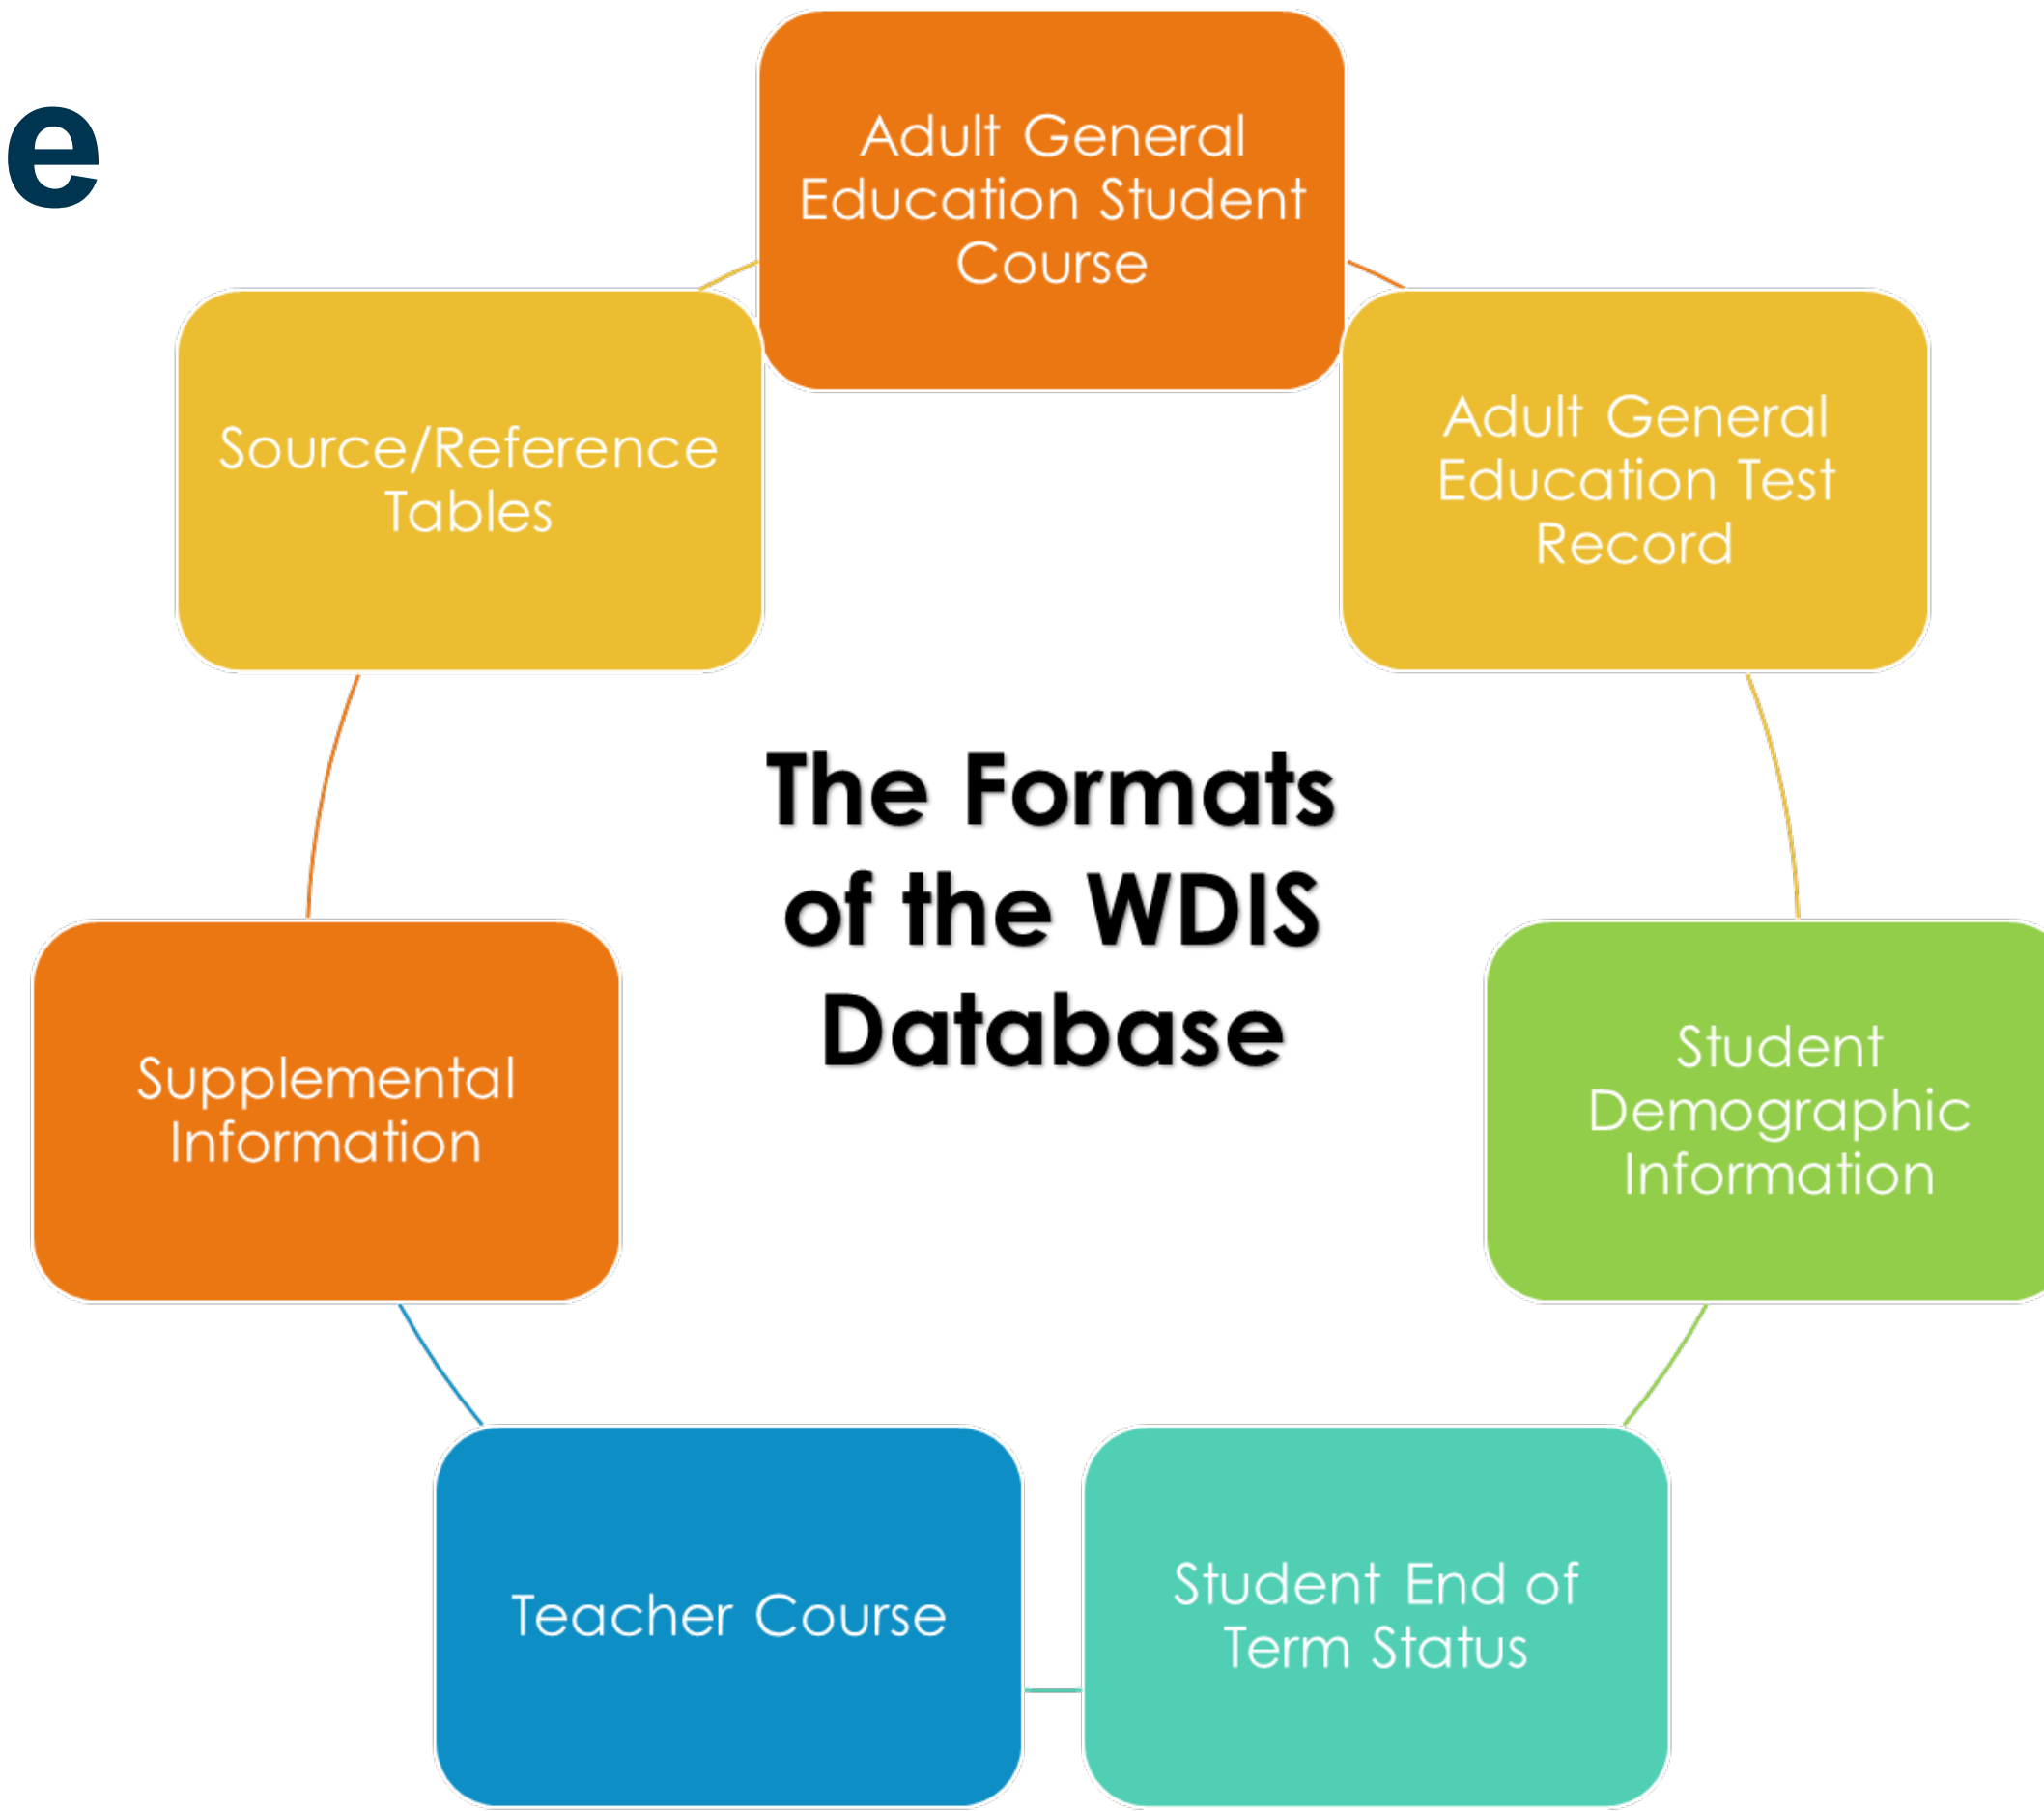 e
Adult General
Education Student
Course
Adult General
Education Test
Record
Student
Demographic
Information
Student End of
Term Status
Teacher Course
Supplemental
Information
Source/Reference
Tables
The Formats
of the WDIS
Database